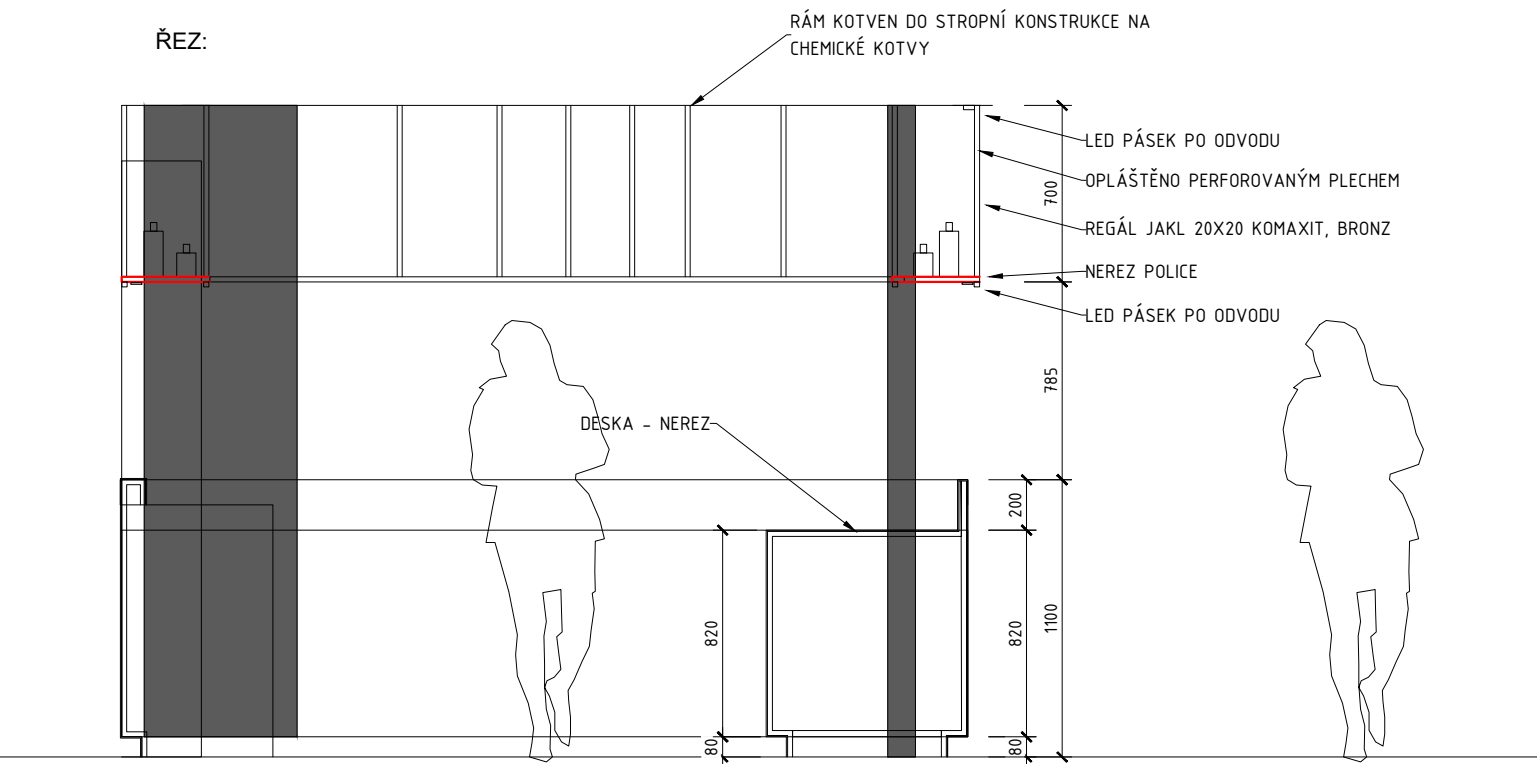 ŘEZ:
RÁM KOTVEN DO STROPNÍ KONSTRUKCE NA
CHEMICKÉ KOTVY
LED PÁSEK PO ODVODU
OPLÁŠTĚNO PERFOROVANÝM PLECHEM
700
REGÁL JAKL 20X20 KOMAXIT, BRONZ
NEREZ POLICE
LED PÁSEK PO ODVODU
785
DESKA - NEREZ
200
820
820
1100
80
80